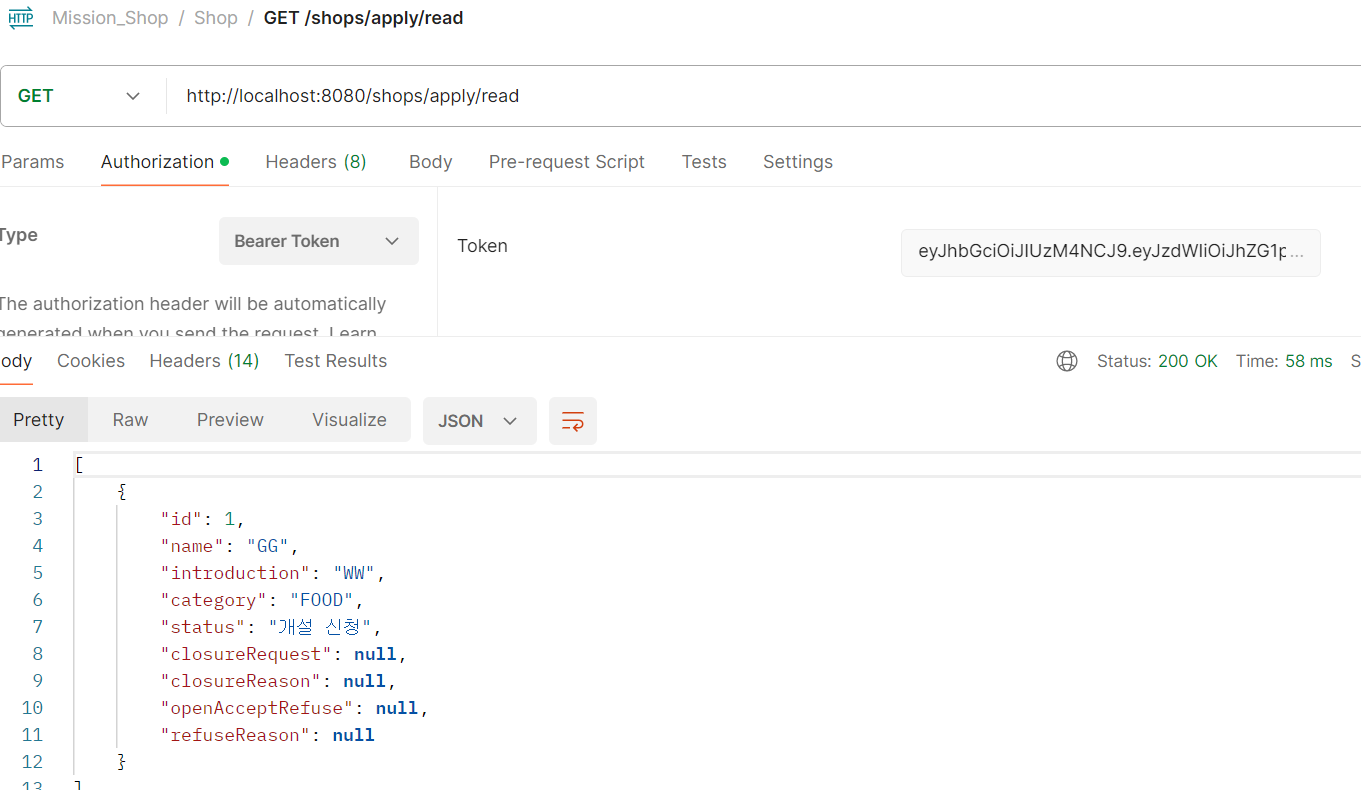 HTTP Mission_Shop / Shop / GET /shops/apply/read
GET http://localhost:8080/shops/apply/read
Params Authorization Headers (8) Body Pre-request Script Tests Settings
Type Bearer Token Token eyJhbGciOiJIUzM4NCJ9.eyJzdWIiOiJhZG1p...
The authorization header will be automatically
generated when you send the request. Learn
ody Cookies Headers (14) Test Results Status: 200 OK Time: 58 ms S
Pretty Raw Preview Visualize JSON
1 [
2 {
3 "id": 1,
4 "name": "GG",
5 "introduction": "WW",
6 "category": "FOOD",
7 "status": "개설 신청",
8 "closureRequest": null,
9 "closureReason": null,
10 "openAcceptRefuse": null,
11 "refuseReason": null
12 }
13 ]